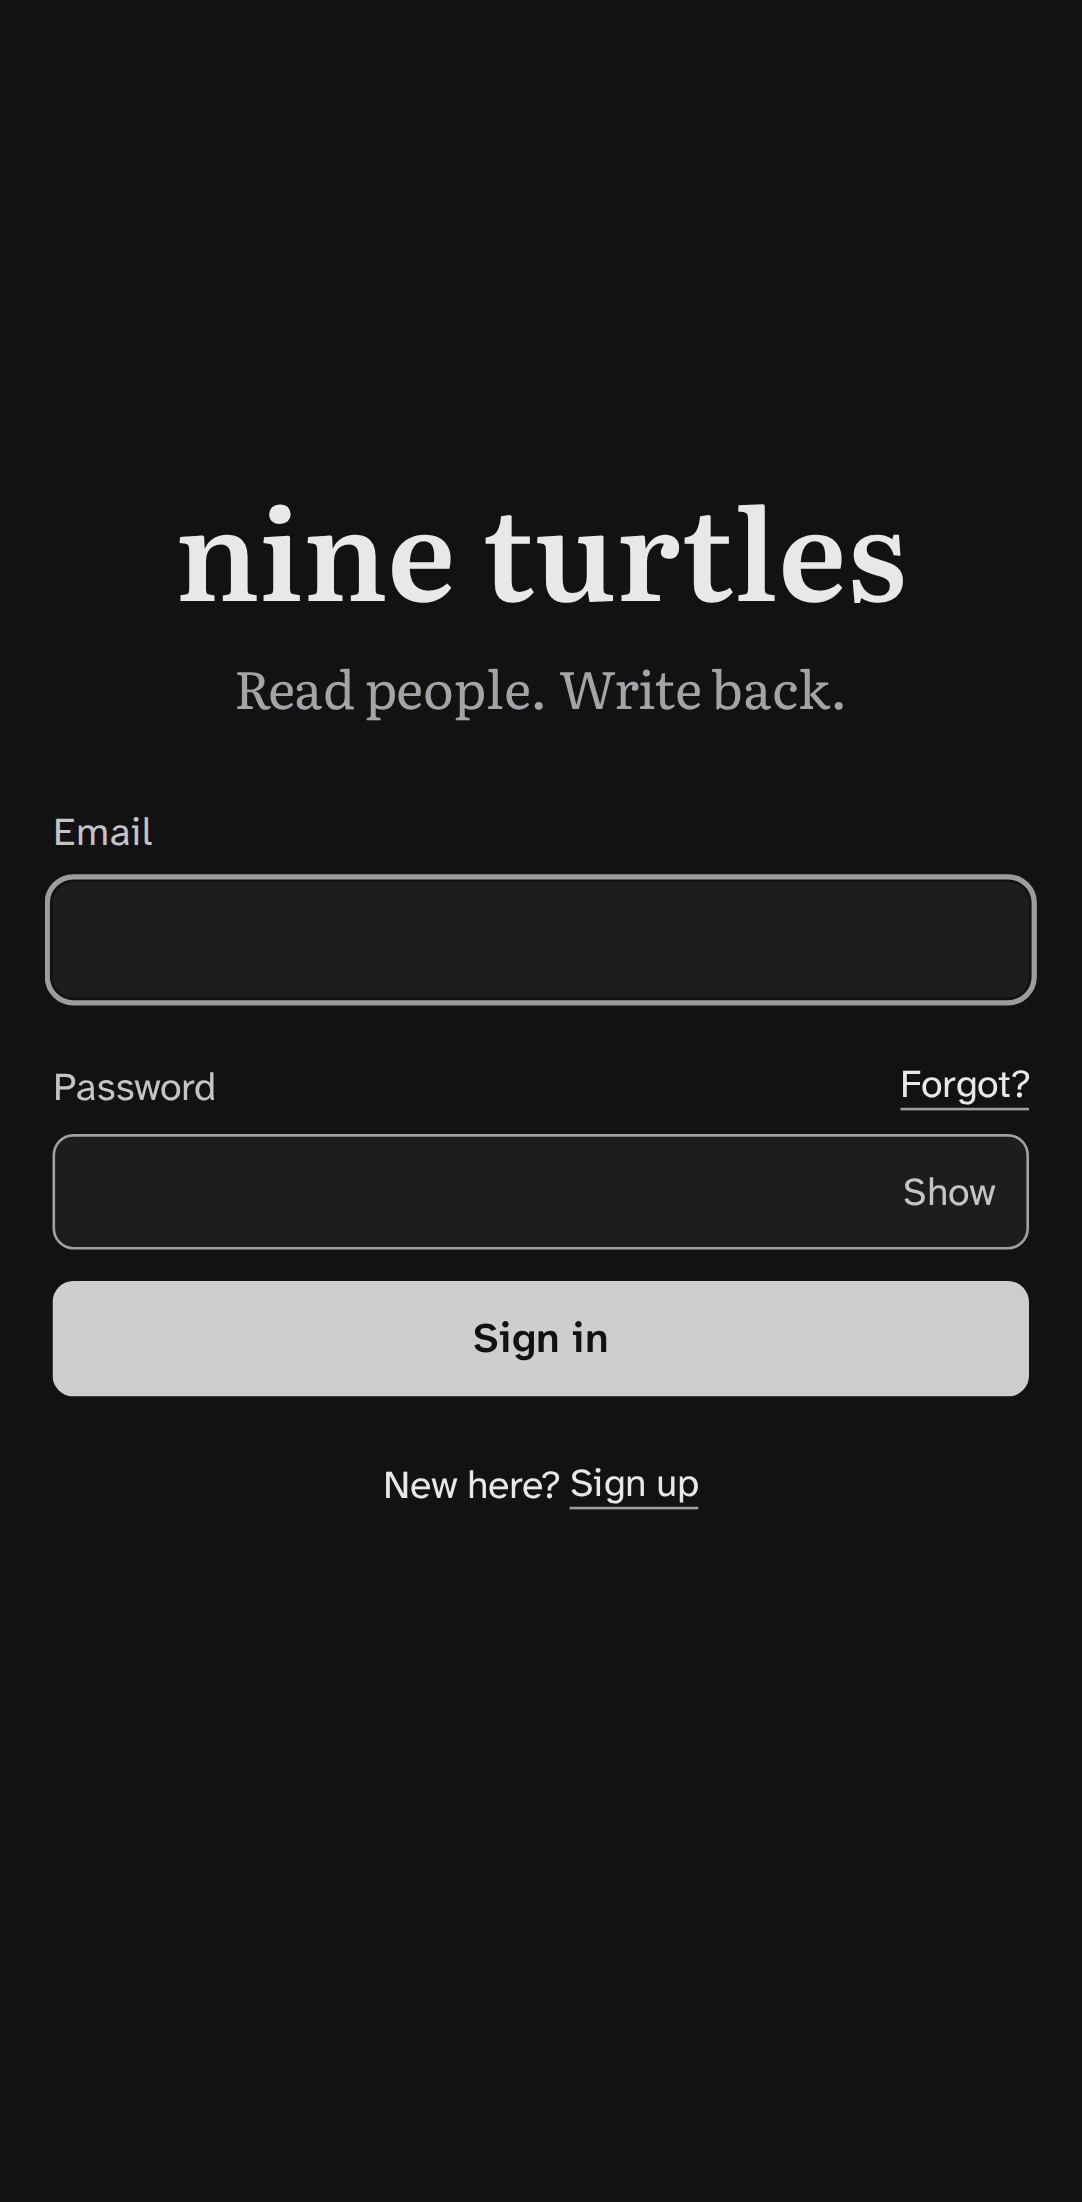 nine turtles
Read people. Write back.
Email
Password Forgot?
Show
Sign in
New here? Sign up